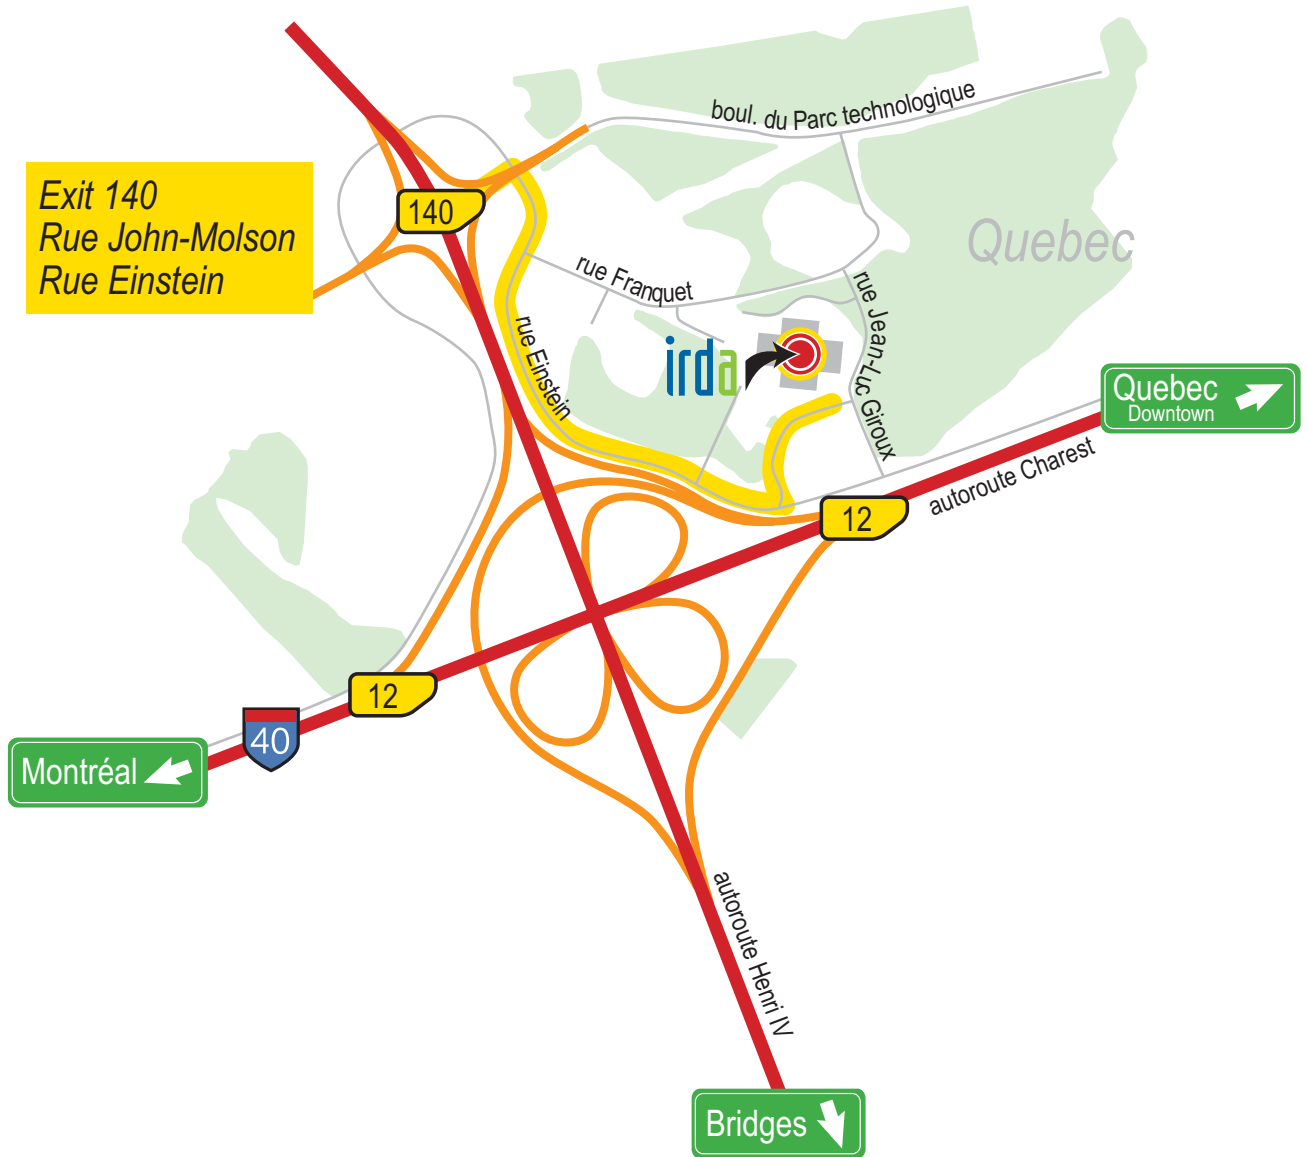 boul. du Parc technologique
Exit 140
Rue John-Molson
Rue Einstein
140
Quebec
rue Franquet
rue Jean-Luc Giroux
rue Einstein
irda
Quebec
Downtown
autoroute Charest
12
12
40
Montréal
autoroute Henri IV
Bridges